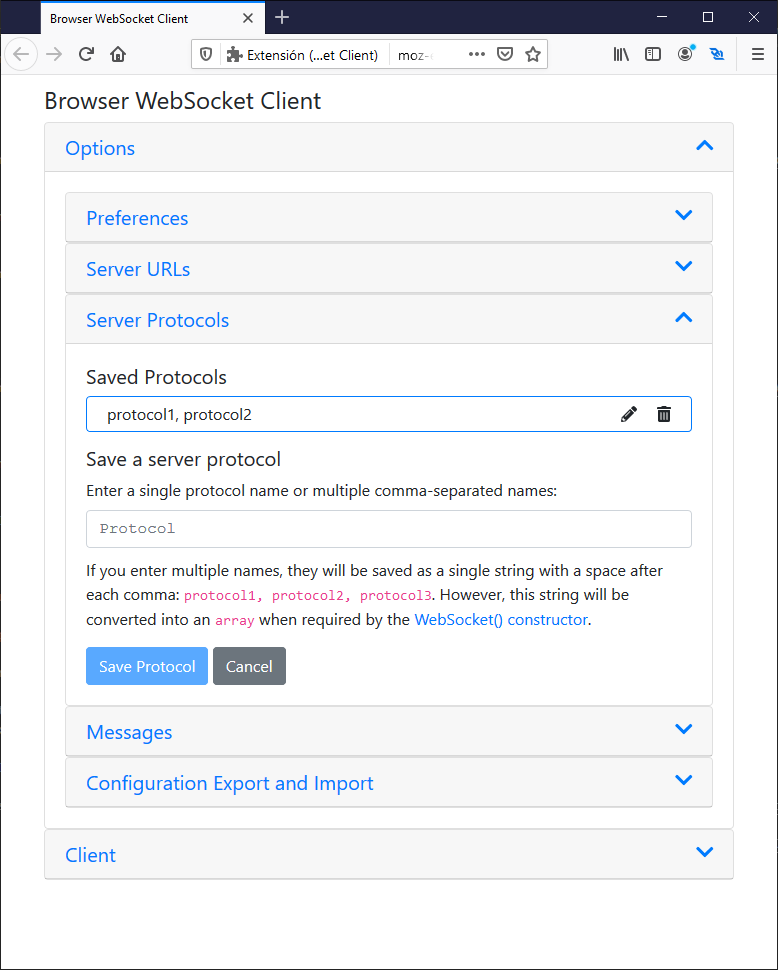 Browser WebSocket Client
Extensión (...et Client)
moz-
Browser WebSocket Client
Options
Preferences
Server URLs
Server Protocols
Saved Protocols
protocol1, protocol2
Save a server protocol
Enter a single protocol name or multiple comma-separated names:
Protocol
If you enter multiple names, they will be saved as a single string with a space after
each comma: protocol1, protocol2, protocol3. However, this string will be
converted into an array when required by the WebSocket() constructor.
Save Protocol Cancel
Messages
Configuration Export and Import
Client